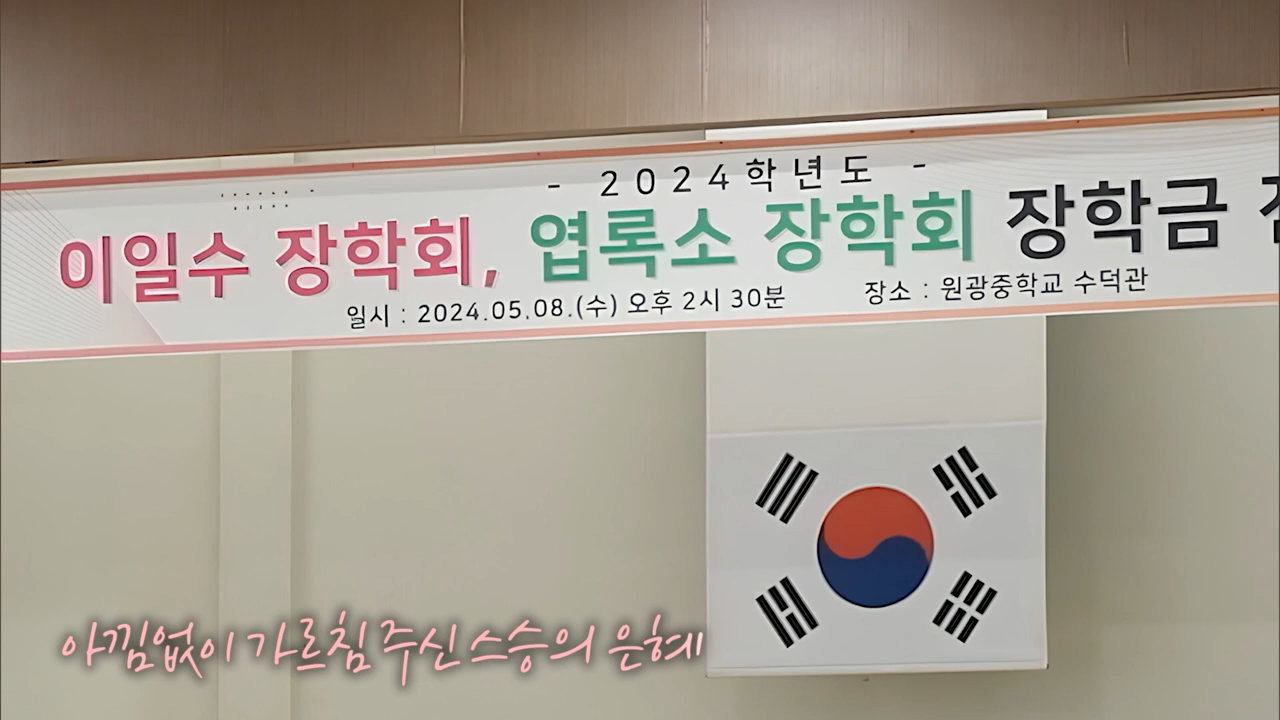 - 2024학년도 -
이일수 장학회, 엽록소 장학회 장학금
일시 : 2024.05.08.(수) 오후 2시 30분 장소 : 원광중학교 수덕관
아낌없이 가르침 주신 스승의 은혜